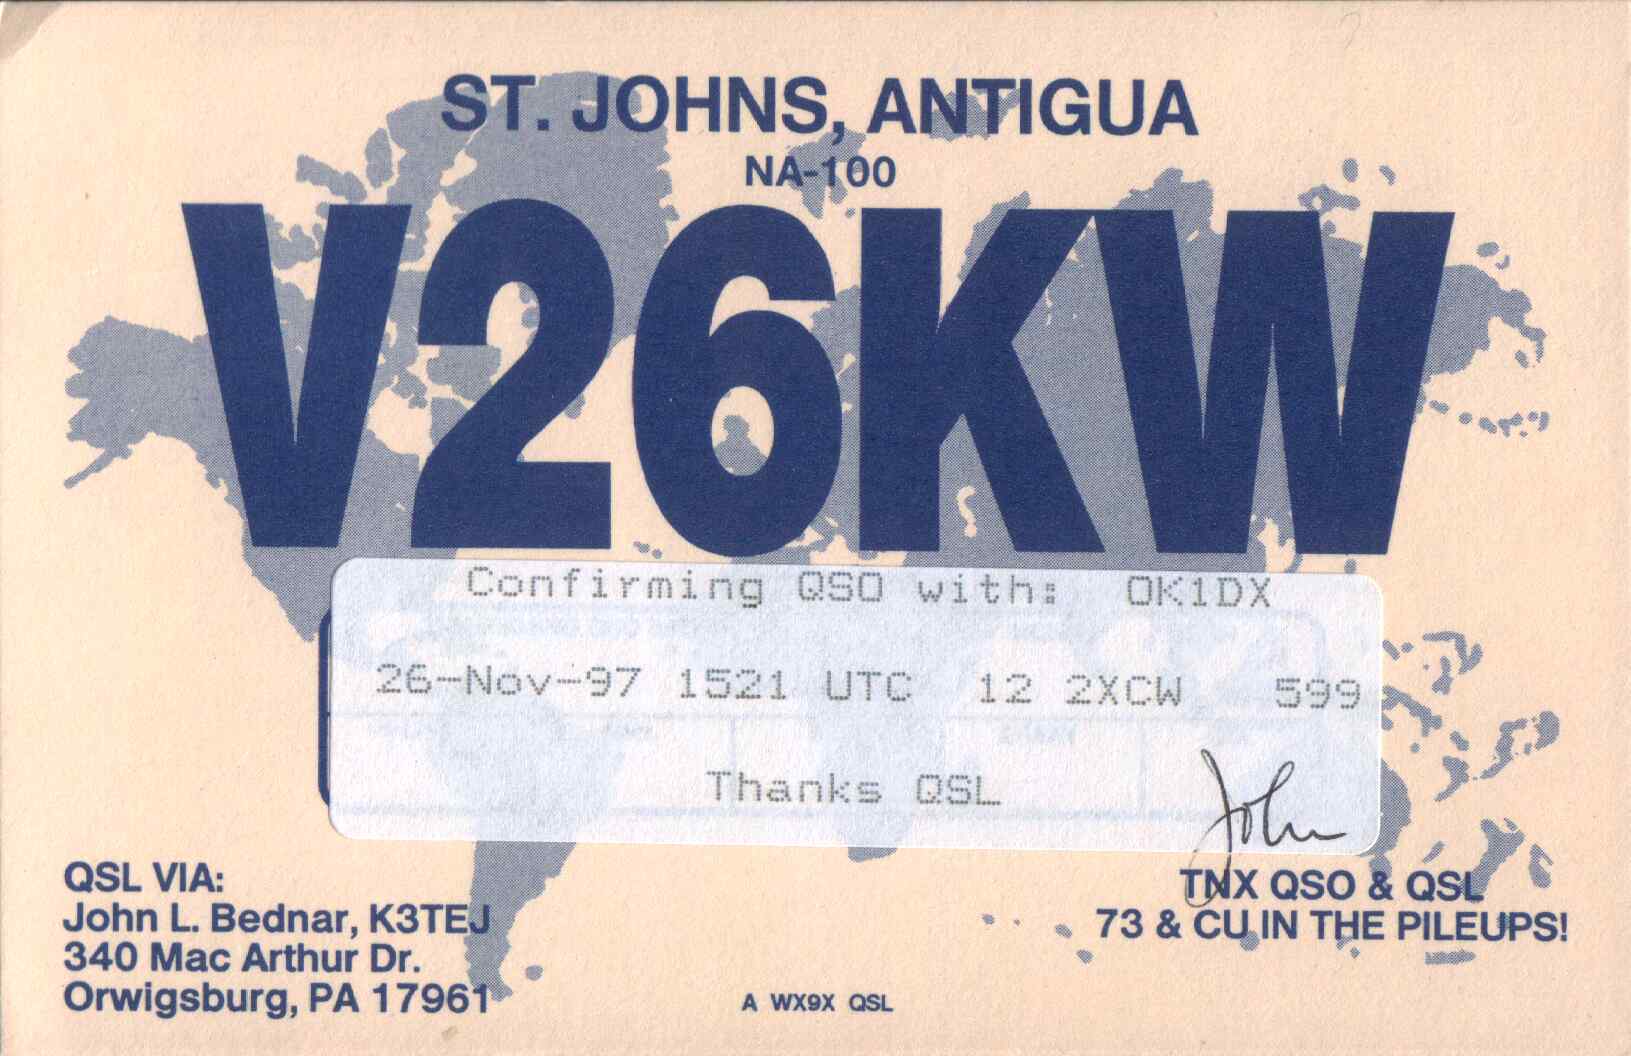 ST. JOHNS, ANTIGUA
NA-100
V26KW
Confirming QSO with: OK1DX
26-Nov-97 1521 UTC 12 2XCW 599
Thanks QSL
John
QSL VIA:
John L. Bednar, K3TEJ
340 Mac Arthur Dr.
Orwigsburg, PA 17961
TNX QSO & QSL
73 & CU IN THE PILEUPS!
A WX9X QSL